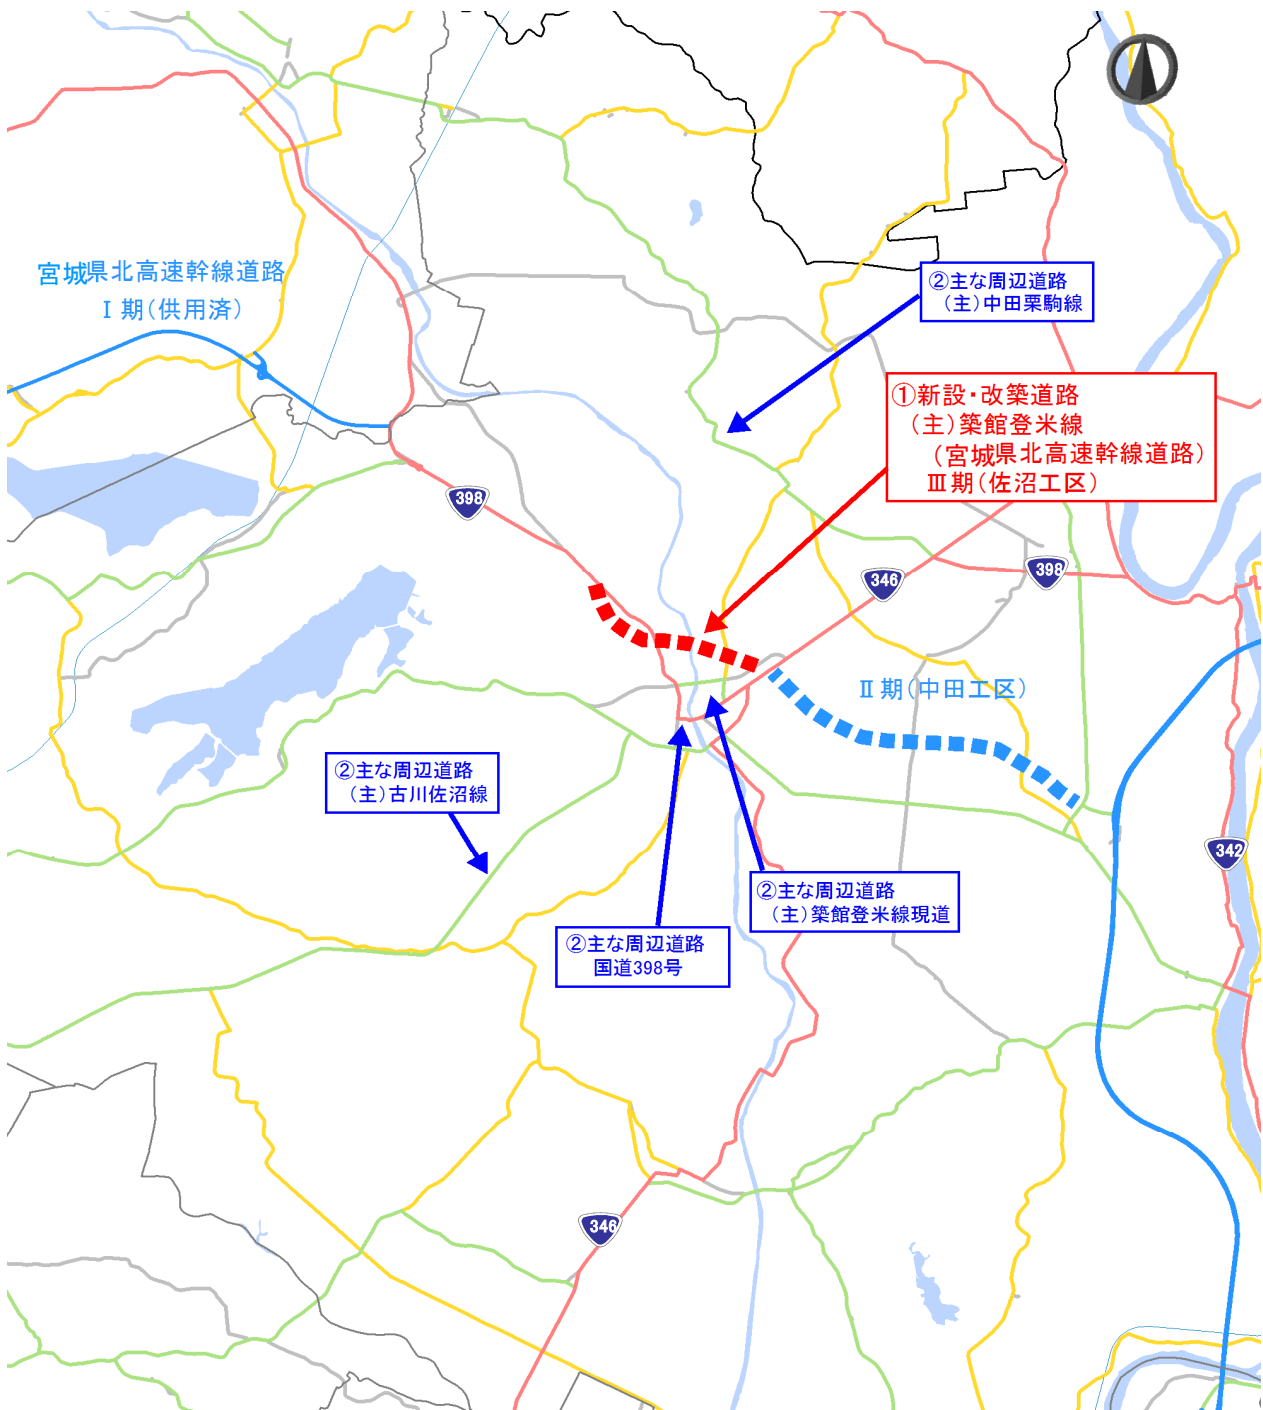 宮城県北高速幹線道路
Ⅰ期(供用済)
②主な周辺道路
(主)中田栗駒線
①新設・改築道路
(主)築館登米線
(宮城県北高速幹線道路)
Ⅲ期(佐沼工区)
398
346
398
Ⅱ期(中田工区)
②主な周辺道路
(主)古川佐沼線
342
②主な周辺道路
(主)築館登米線現道
②主な周辺道路
国道398号
346